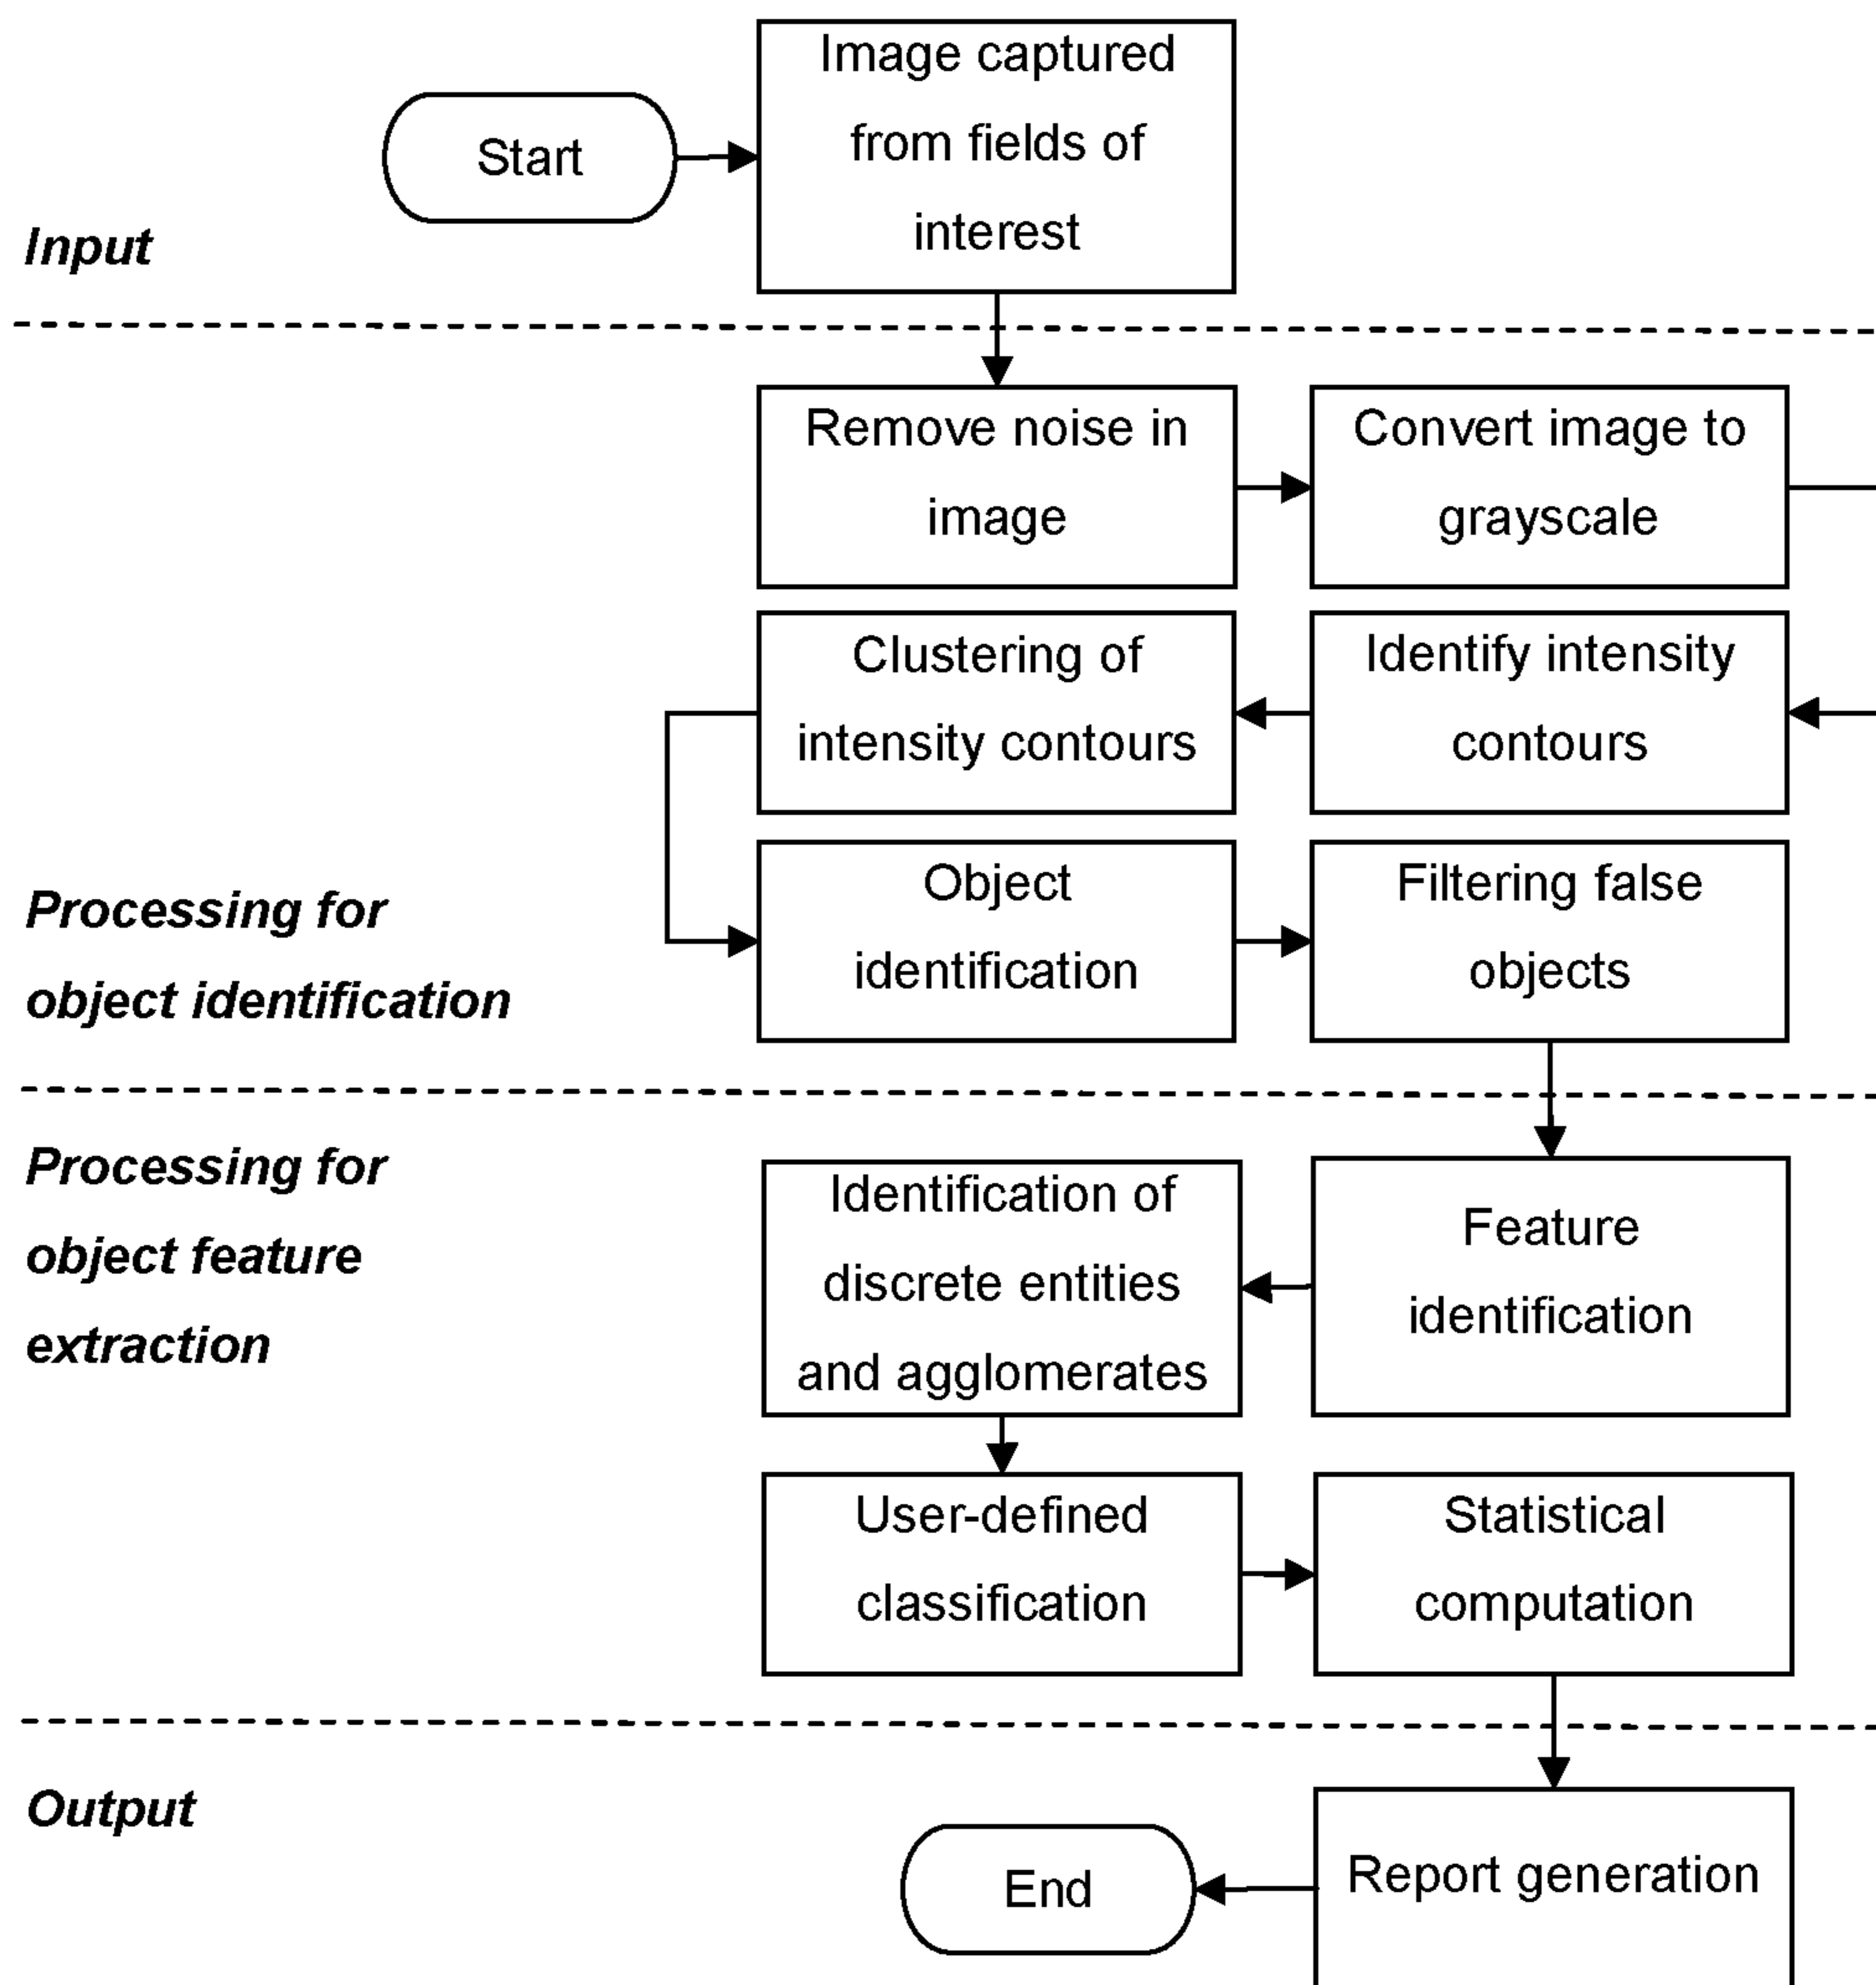 Start
Image captured
from fields of
interest
Input
Remove noise in
image
Convert image to
grayscale
Identify intensity
contours
Clustering of
intensity contours
Object
identification
Filtering false
objects
Processing for
object identification
Processing for
object feature
extraction
Feature
identification
Identification of
discrete entities
and agglomerates
User-defined
classification
Statistical
computation
Output
Report generation
End